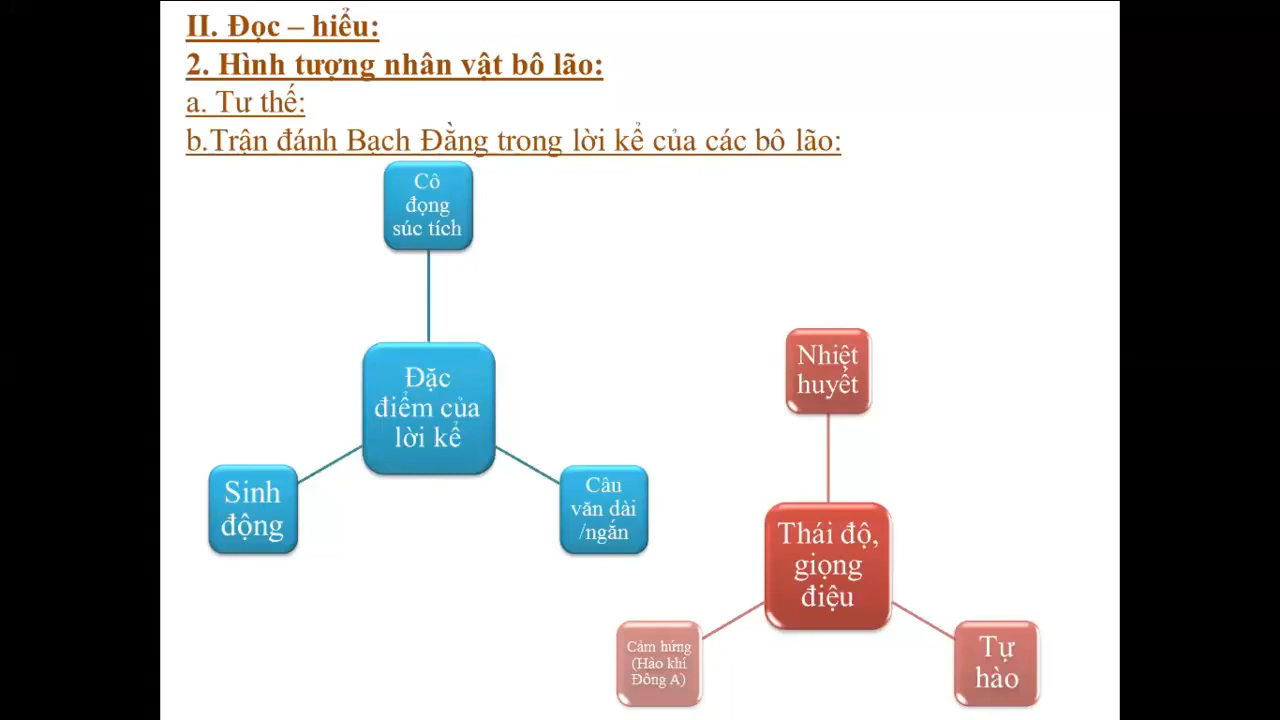 II. Đọc – hiểu:
2. Hình tượng nhân vật bô lão:
a. Tư thế:
b.Trận đánh Bạch Đằng trong lời kể của các bô lão:
Cô
đọng
súc tích
Đặc
điểm của
lời kể
Sinh
động
Câu
văn dài
/ngắn
Nhiệt
huyết
Thái độ,
giọng
điệu
Cảm hứng
(Hào khí
Đông A)
Tự
hào